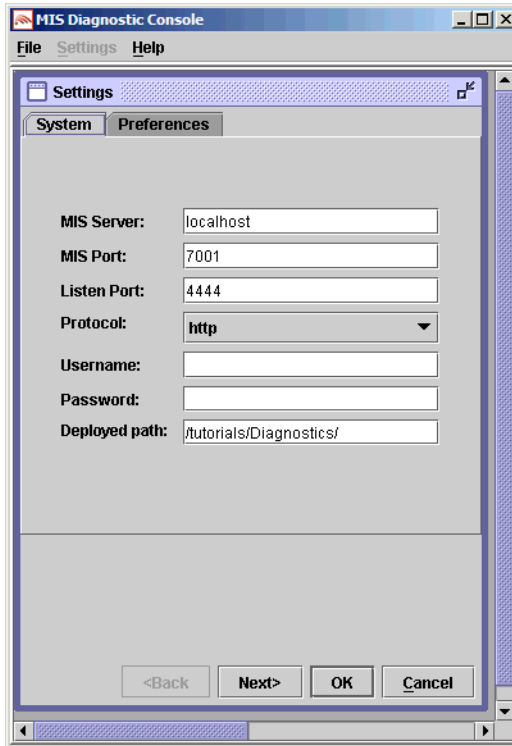 MIS Diagnostic Console
File Settings Help
Settings
System Preferences
MIS Server: localhost
MIS Port: 7001
Listen Port: 4444
Protocol: http
Username:
Password:
Deployed path: /tutorials/Diagnostics/
<Back Next> OK Cancel